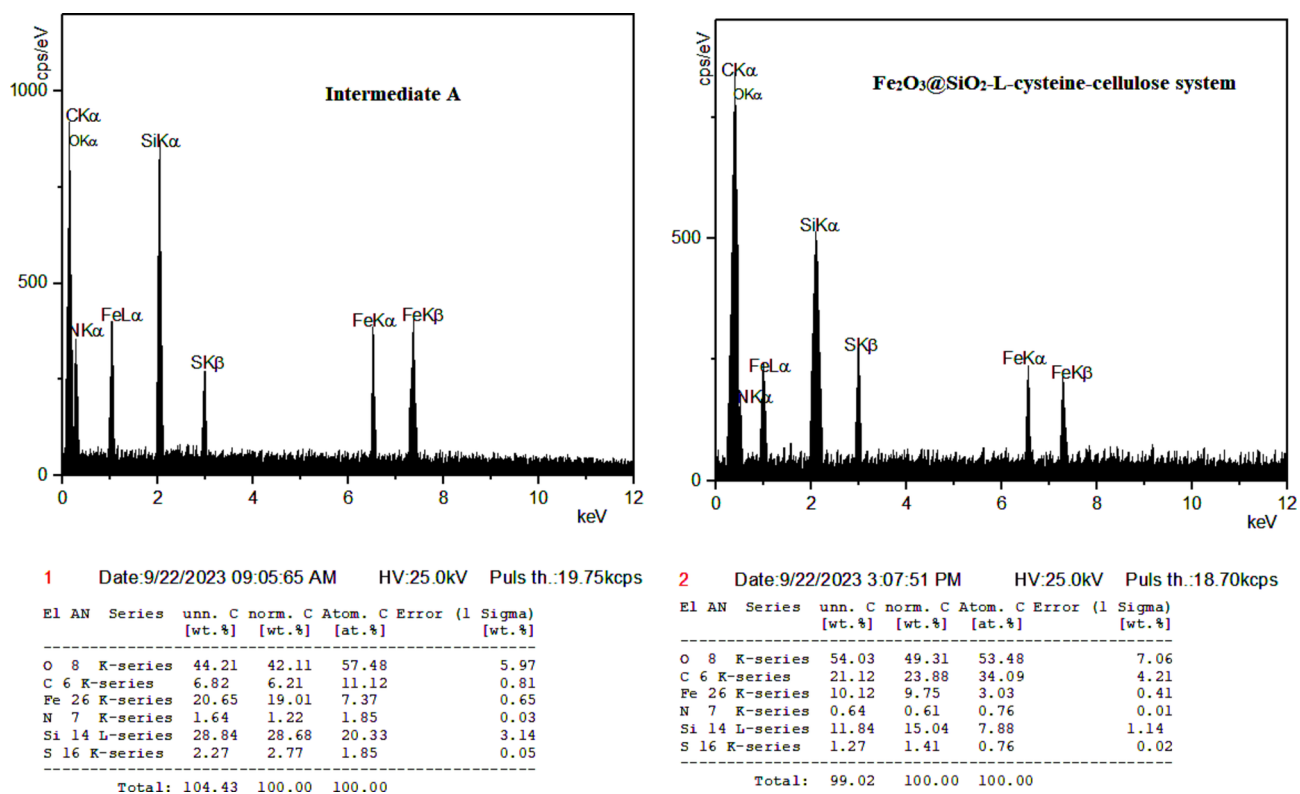 cps/eV
1000
500
0
CKα
OKα
NKα
FeLα
SiKα
SKβ
FeKα
FeKβ
Intermediate A
0 2 4 6 8 10 12
keV
1 Date:9/22/2023 09:05:65 AM HV:25.0kV Puls th.:19.75kcps
El AN Series unn. C norm. C Atom. C Error (1 Sigma)
[wt.%] [wt.%] [at.%] [wt.%]
O 8 K-series 44.21 42.11 57.48 5.97
C 6 K-series 6.82 6.21 11.12 0.81
Fe 26 K-series 20.65 19.01 7.37 0.65
N 7 K-series 1.64 1.22 1.85 0.03
Si 14 L-series 28.84 28.68 20.33 3.14
S 16 K-series 2.27 2.77 1.85 0.05
Total: 104.43 100.00 100.00
cps/eV
500
0
CKα
OKα
NKα
FeLα
SiKα
SKβ
FeKα
FeKβ
Fe₂O₃@SiO₂-L-cysteine-cellulose system
0 2 4 6 8 10 12
keV
2 Date:9/22/2023 3:07:51 PM HV:25.0kV Puls th.:18.70kcps
El AN Series unn. C norm. C Atom. C Error (1 Sigma)
[wt.%] [wt.%] [at.%] [wt.%]
O 8 K-series 54.03 49.31 53.48 7.06
C 6 K-series 21.12 23.88 34.09 4.21
Fe 26 K-series 10.12 9.75 3.03 0.41
N 7 K-series 0.64 0.61 0.76 0.01
Si 14 L-series 11.84 15.04 7.88 1.14
S 16 K-series 1.27 1.41 0.76 0.02
Total: 99.02 100.00 100.00